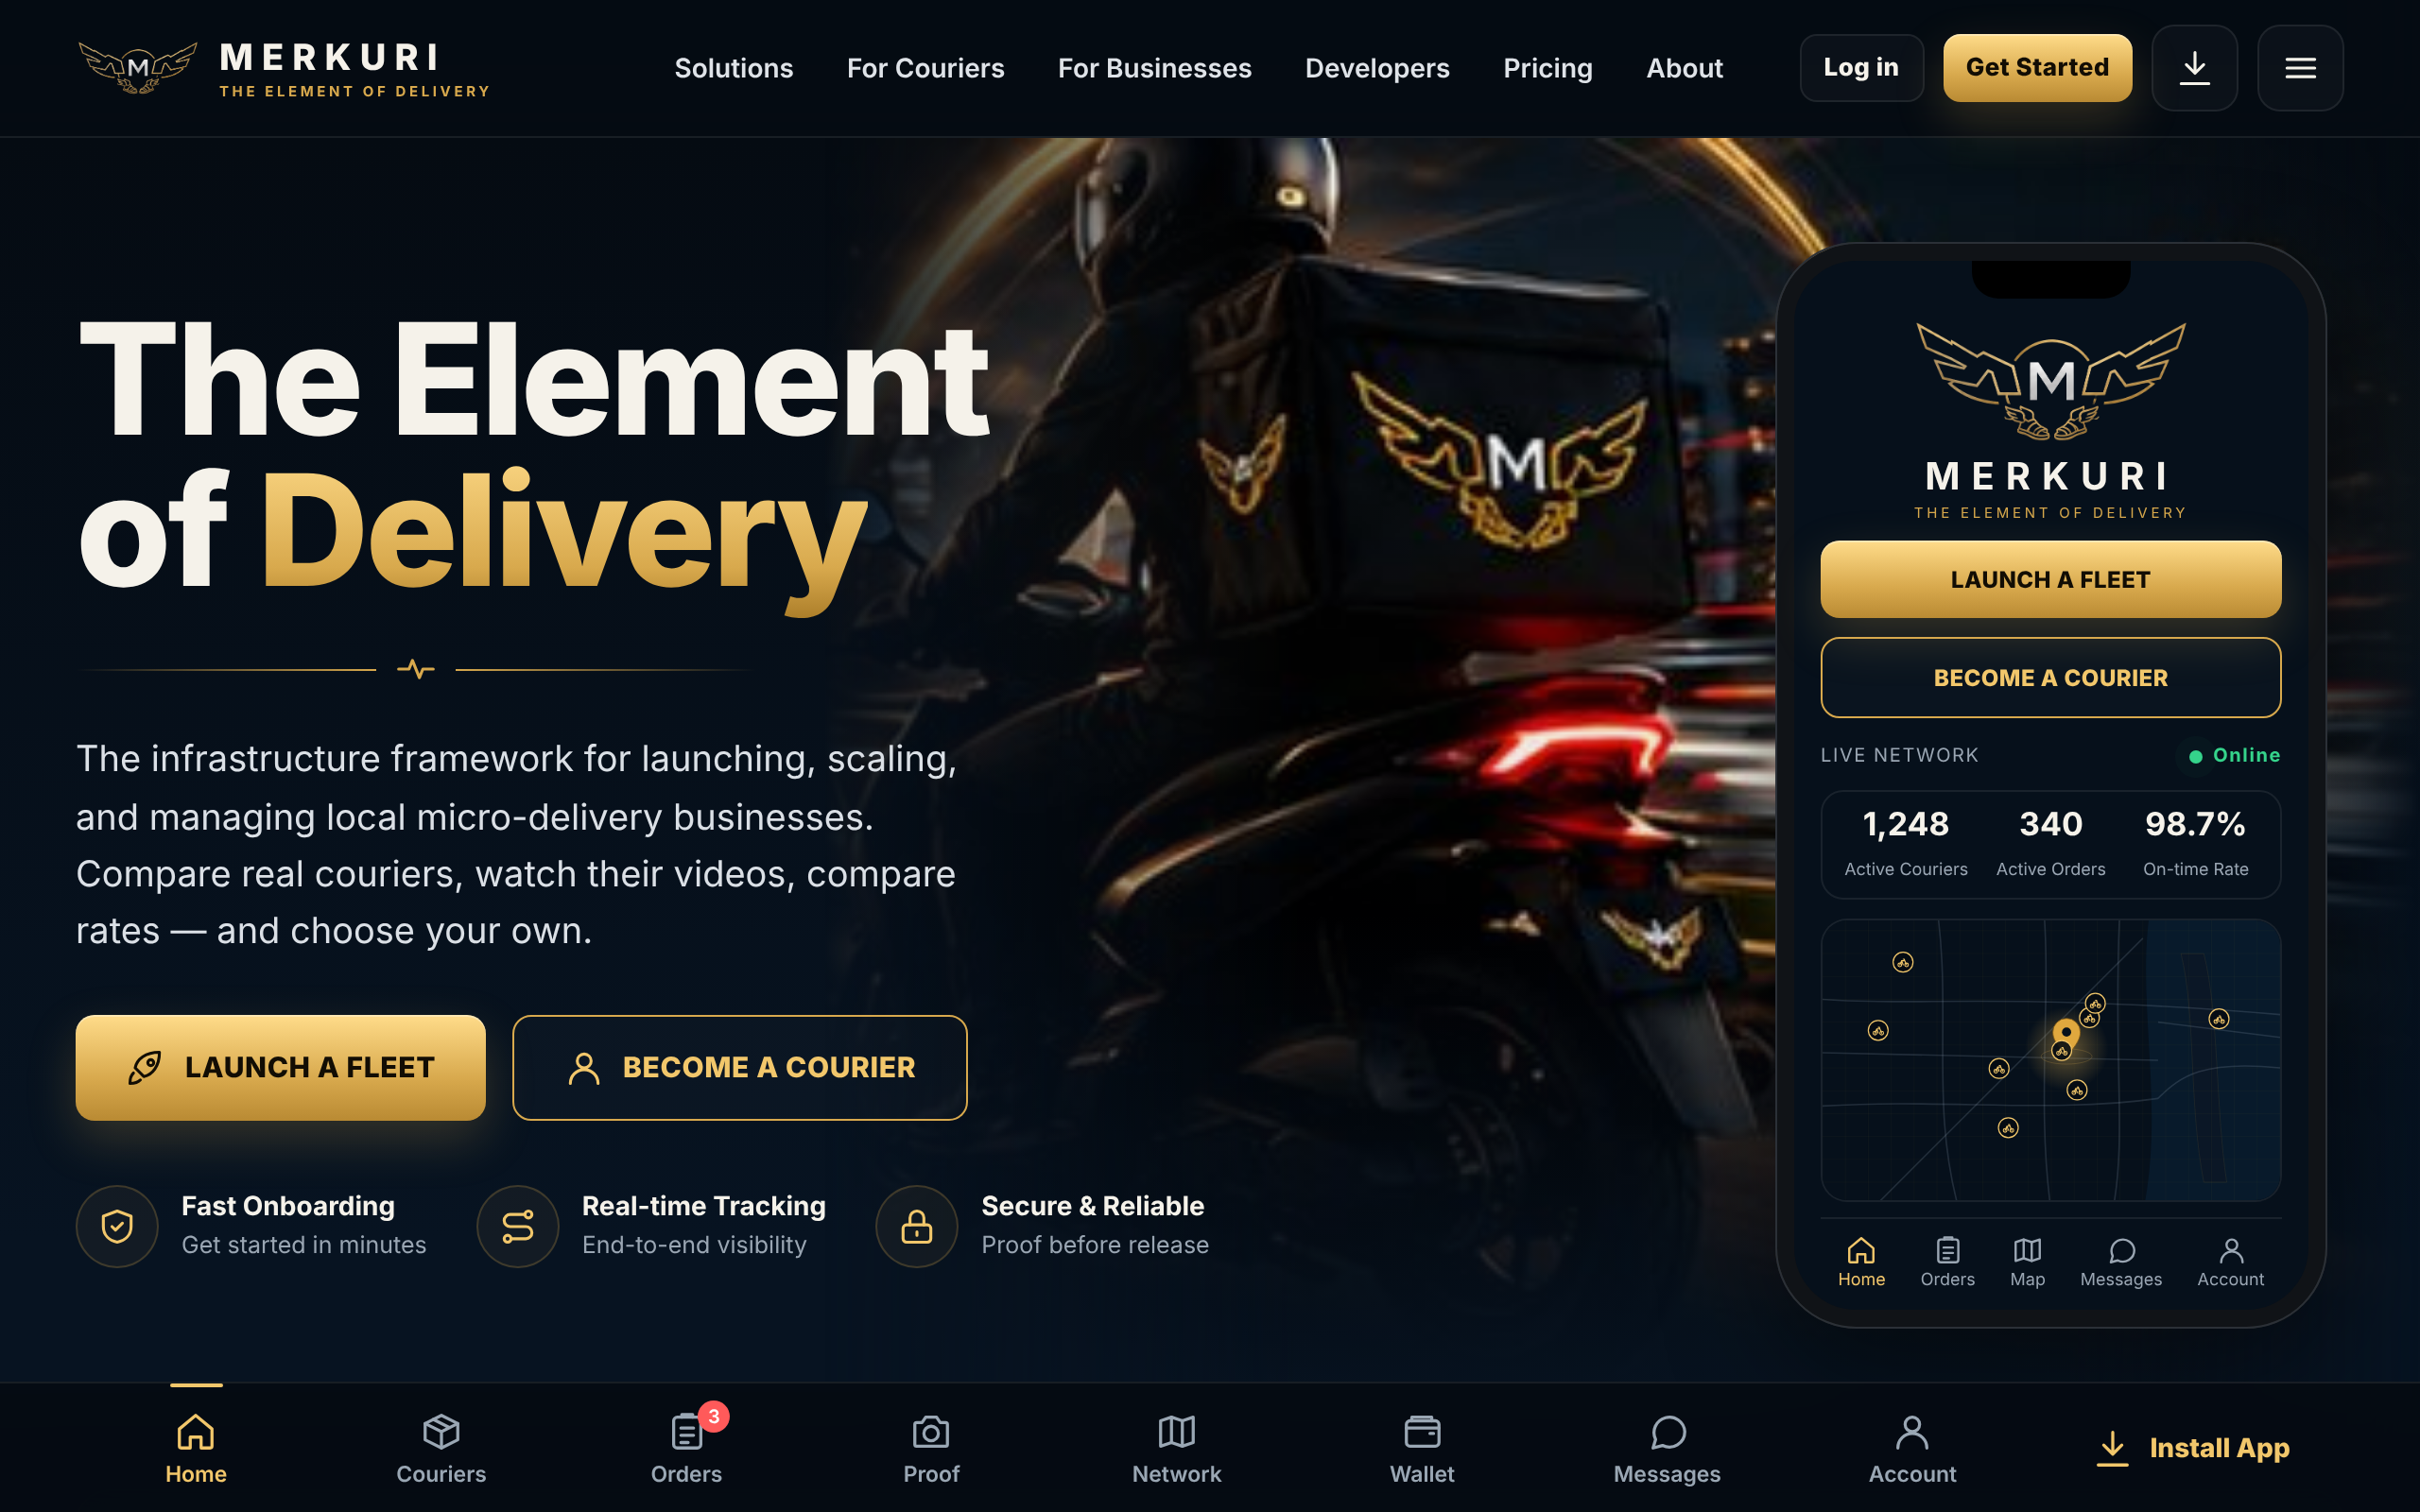 M
MERKURI
THE ELEMENT OF DELIVERY
Solutions
For Couriers
For Businesses
Developers
Pricing
About
Log in
Get Started
The Element
of Delivery
The infrastructure framework for launching, scaling,
and managing local micro-delivery businesses.
Compare real couriers, watch their videos, compare
rates — and choose your own.
LAUNCH A FLEET
BECOME A COURIER
Fast Onboarding
Get started in minutes
Real-time Tracking
End-to-end visibility
Secure & Reliable
Proof before release
M
M
MERKURI
THE ELEMENT OF DELIVERY
LAUNCH A FLEET
BECOME A COURIER
LIVE NETWORK
Online
1,248
Active Couriers
340
Active Orders
98.7%
On-time Rate
Home
Orders
Map
Messages
Account
Home
Couriers
3
Orders
Proof
Network
Wallet
Messages
Account
Install App